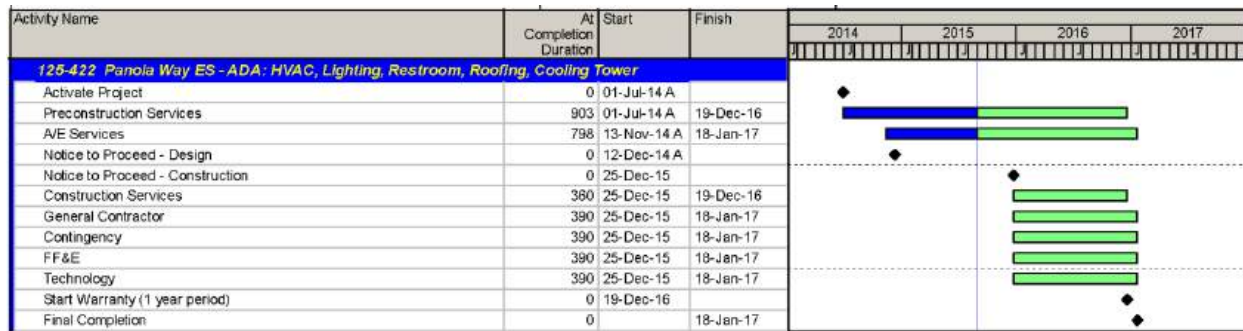 Activity Name At Completion Duration Start Finish
2014 2015 2016 2017
J J J J J J J
125-422 Panola Way ES - ADA: HVAC, Lighting, Restroom, Roofing, Cooling Tower
Activate Project 0 01-Jul-14 A
Preconstruction Services 903 01-Jul-14 A 19-Dec-16
A/E Services 798 13-Nov-14 A 18-Jan-17
Notice to Proceed - Design 0 12-Dec-14 A
Notice to Proceed - Construction 0 25-Dec-15
Construction Services 360 25-Dec-15 19-Dec-16
General Contractor 390 25-Dec-15 18-Jan-17
Contingency 390 25-Dec-15 18-Jan-17
FF&E 390 25-Dec-15 18-Jan-17
Technology 390 25-Dec-15 18-Jan-17
Start Warranty (1 year period) 0 19-Dec-16
Final Completion 0 18-Jan-17